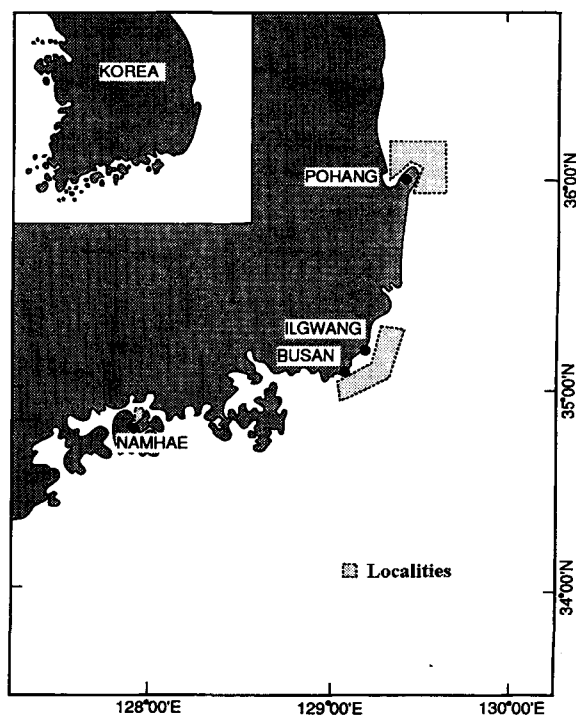 KOREA
POHANG
36°00'N
ILGWANG
BUSAN
35°00'N
NAMHAE
Localities
34°00'N
128°00'E
129°00'E
130°00'E